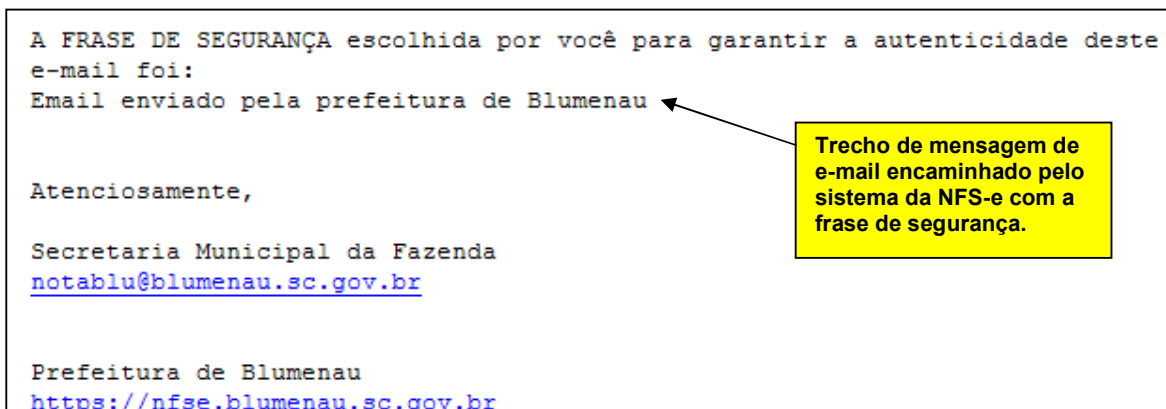 A FRASE DE SEGURANÇA escolhida por você para garantir a autenticidade deste
e-mail foi:
Email enviado pela prefeitura de Blumenau
Trecho de mensagem de
e-mail encaminhado pelo
sistema da NFS-e com a
frase de segurança.
Atenciosamente,
Secretaria Municipal da Fazenda
notablu@blumenau.sc.gov.br
Prefeitura de Blumenau
https://nfse.blumenau.sc.gov.br